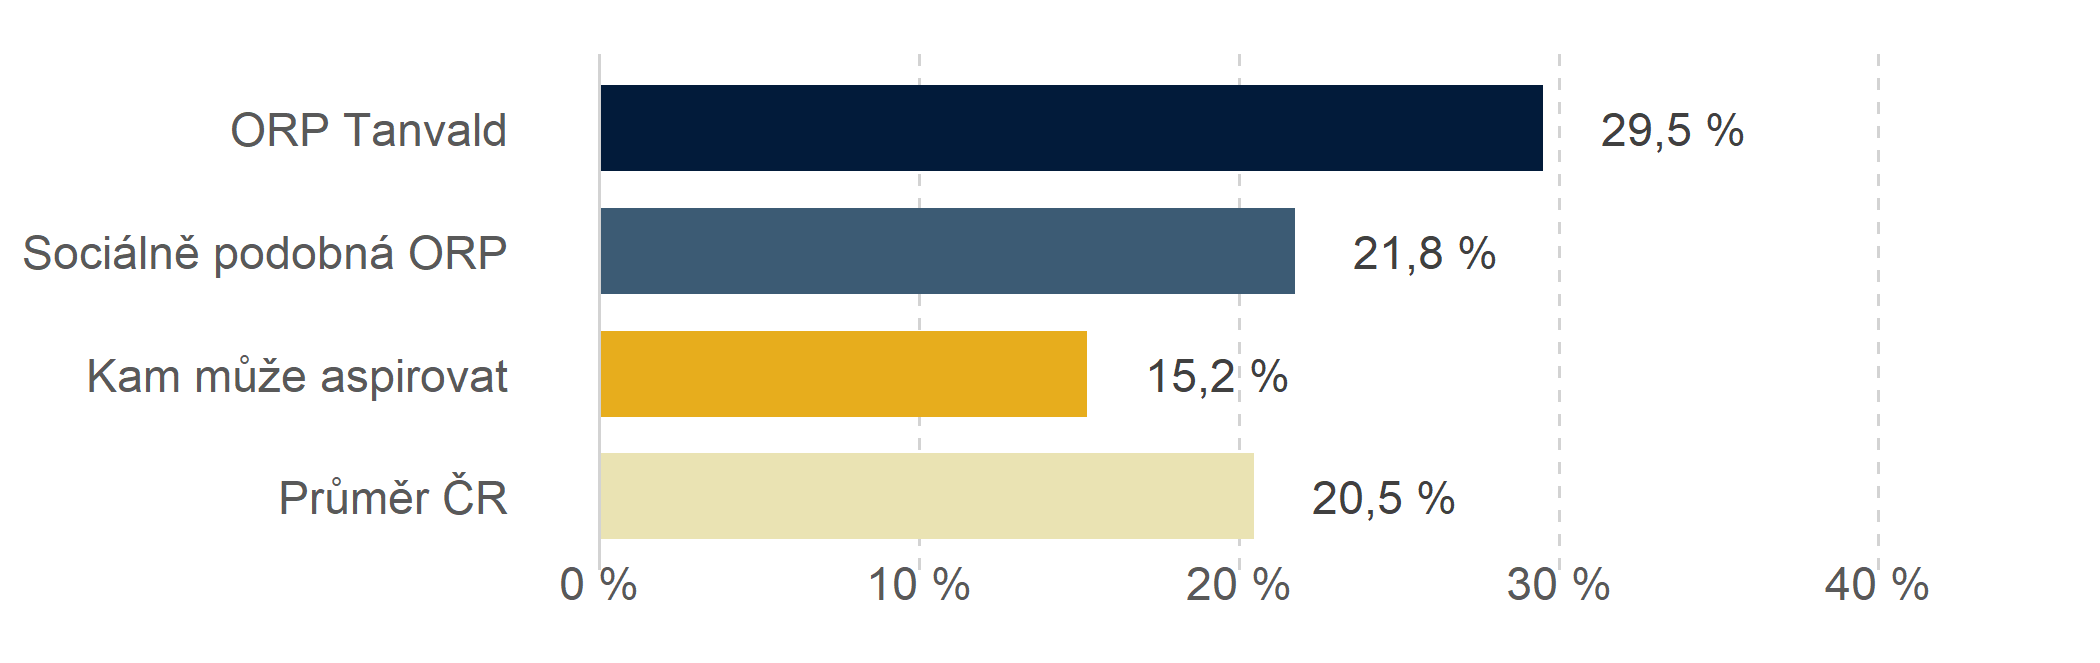 ORP Tanvald
29,5 %
Sociálně podobná ORP
21,8 %
Kam může aspirovat
15,2 %
Průměr ČR
20,5 %
0 %
10 %
20 %
30 %
40 %